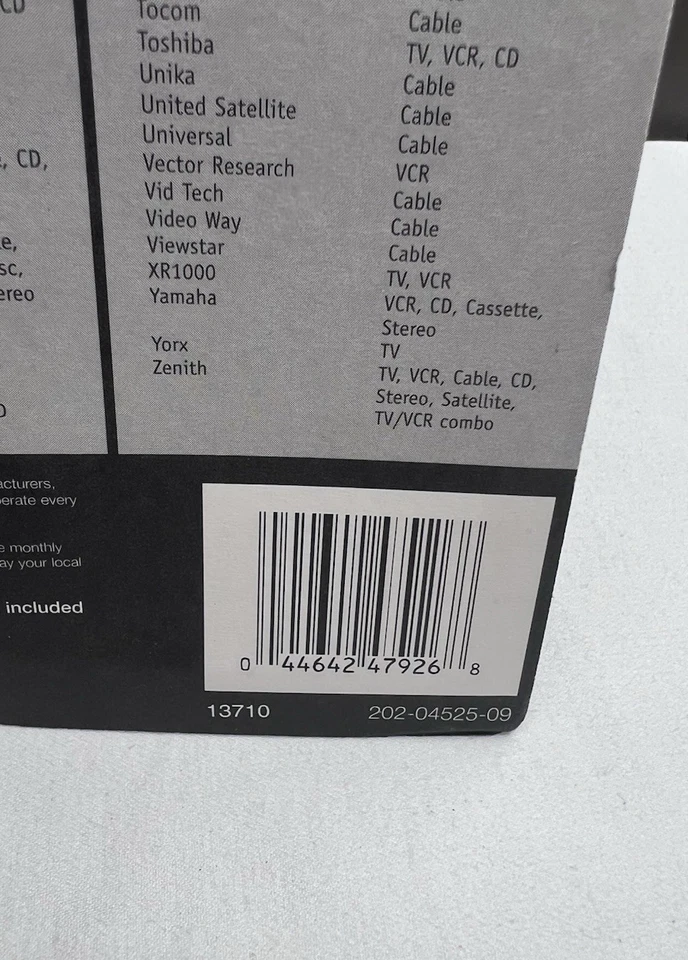 CD
, CD,
e,
sc,
ereo
Tocom Cable
Toshiba TV, VCR, CD
Unika Cable
United Satellite Cable
Universal Cable
Vector Research VCR
Vid Tech Cable
Video Way Cable
Viewstar Cable
XR1000 TV, VCR
Yamaha VCR, CD, Cassette,
Stereo
Yorx TV
Zenith TV, VCR, Cable, CD,
Stereo, Satellite,
TV/VCR combo
acturers,
erate every
e monthly
ay your local
included
0 44642 47926 8
13710 202-04525-09